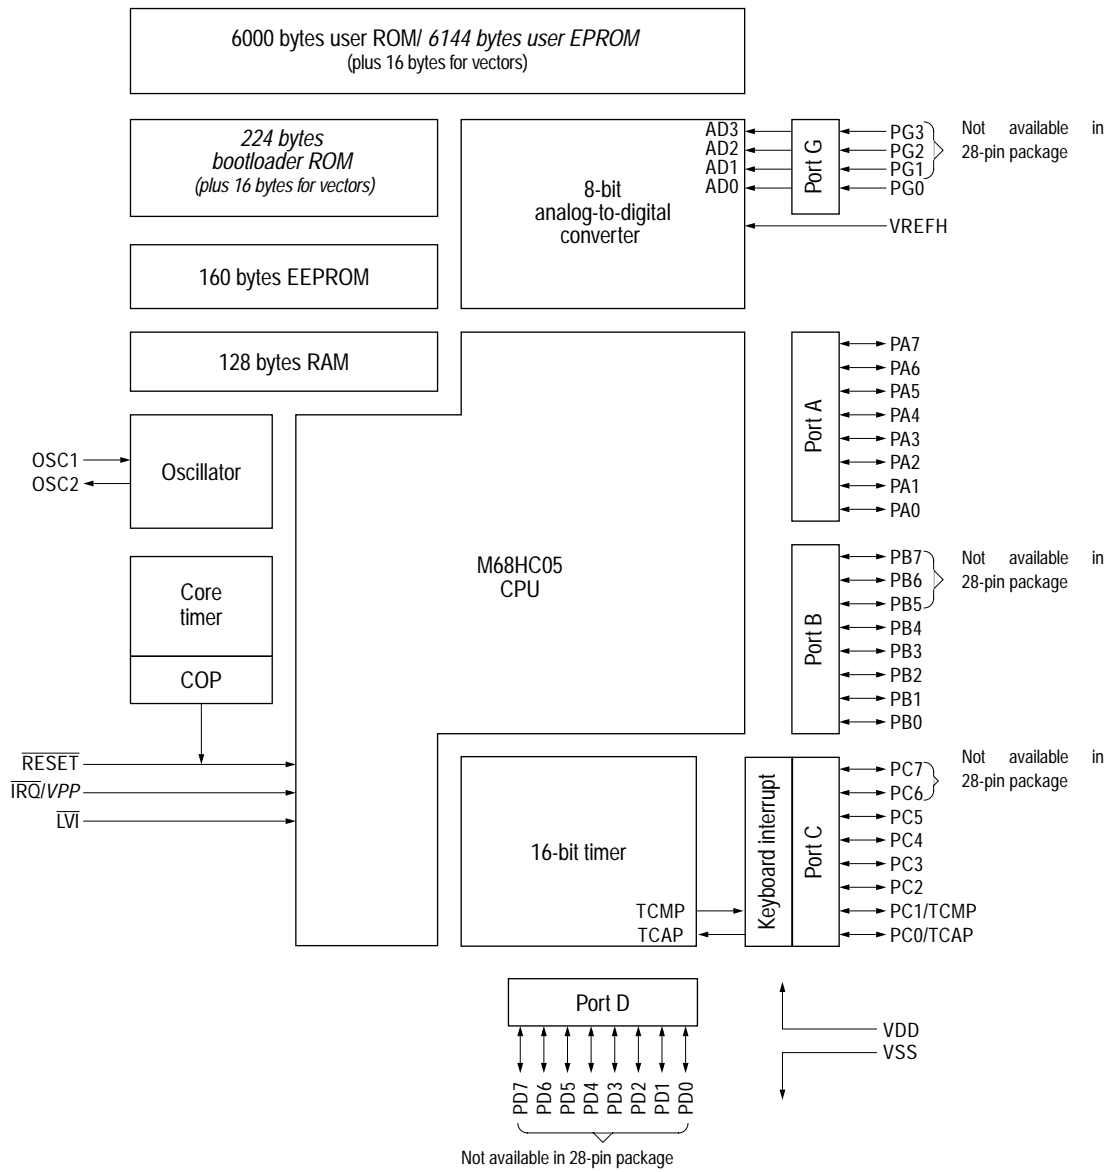 6000 bytes user ROM/ 6144 bytes user EPROM
(plus 16 bytes for vectors)
224 bytes
bootloader ROM
(plus 16 bytes for vectors)
160 bytes EEPROM
128 bytes RAM
8-bit
analog-to-digital
converter
AD3
AD2
AD1
AD0
Port G
PG3
PG2
PG1
PG0
Not available in
28-pin package
VREFH
OSC1
OSC2
Oscillator
Core
timer
COP
RESET
IRQ/VPP
LVI
M68HC05
CPU
Port A
PA7
PA6
PA5
PA4
PA3
PA2
PA1
PA0
Port B
PB7
PB6
PB5
PB4
PB3
PB2
PB1
PB0
Not available in
28-pin package
16-bit timer
TCMP
TCAP
Keyboard interrupt
Port C
PC7
PC6
PC5
PC4
PC3
PC2
PC1/TCMP
PC0/TCAP
Not available in
28-pin package
Port D
PD7
PD6
PD5
PD4
PD3
PD2
PD1
PD0
Not available in 28-pin package
VDD
VSS